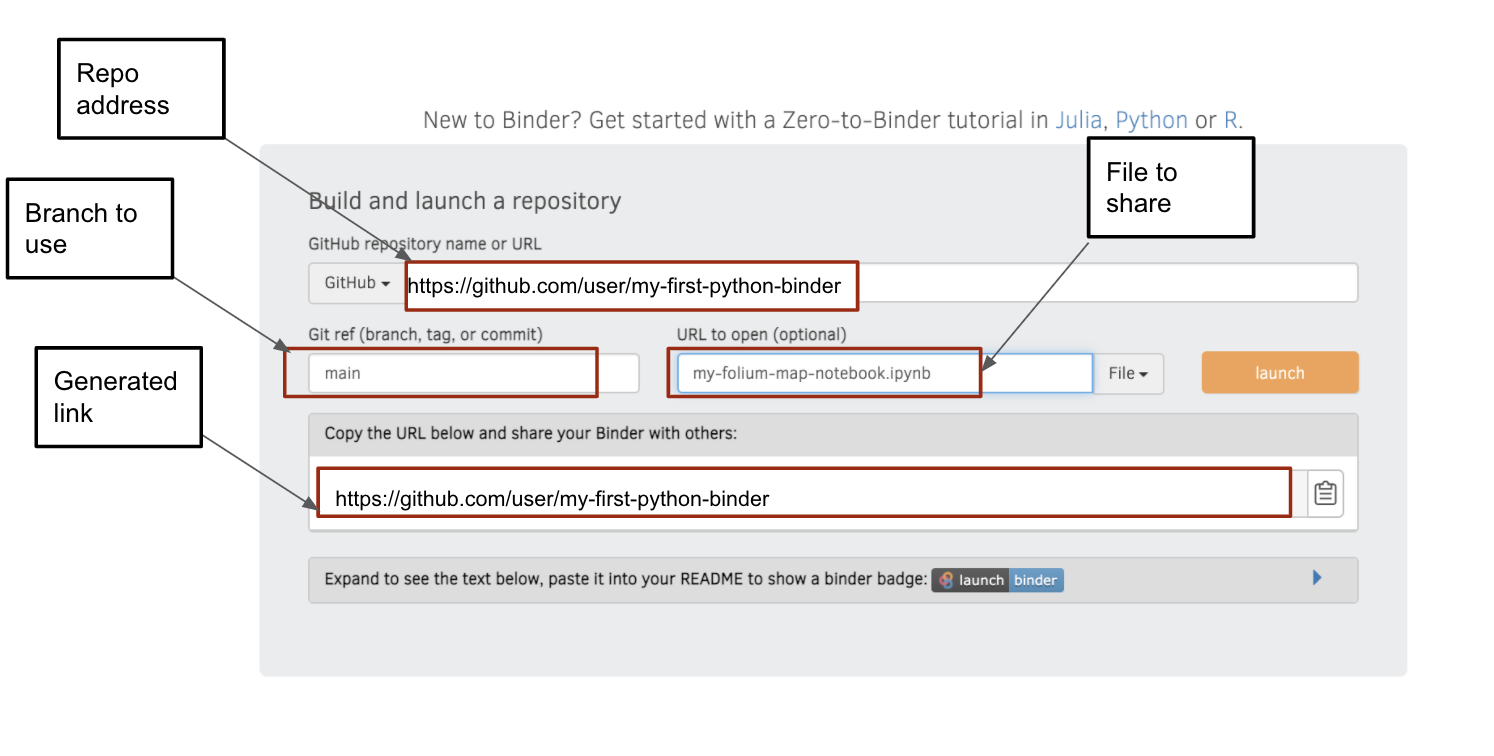 Repo
address
New to Binder? Get started with a Zero-to-Binder tutorial in Julia, Python or R.
File to
share
Branch to
use
Build and launch a repository
GitHub repository name or URL
GitHub
https://github.com/user/my-first-python-binder
Git ref (branch, tag, or commit)
URL to open (optional)
Generated
link
main
my-folium-map-notebook.ipynb
File
launch
Copy the URL below and share your Binder with others:
https://github.com/user/my-first-python-binder
Expand to see the text below, paste it into your README to show a binder badge: launch binder